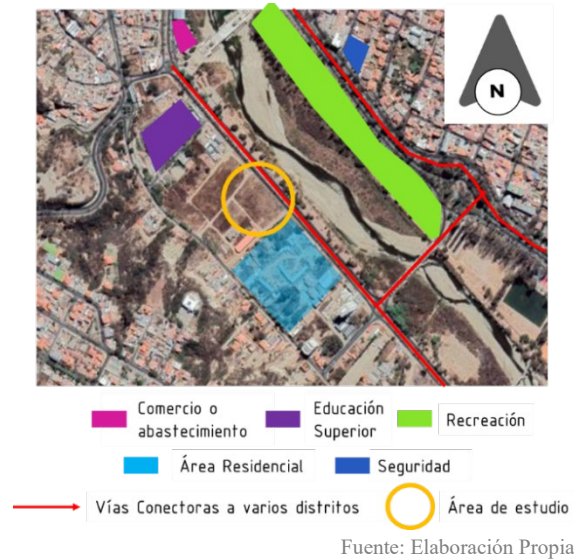 N
Comercio o
abastecimiento
Educación
Superior
Recreación
Área Residencial
Seguridad
Vías Conectoras a varios distritos
Área de estudio
Fuente: Elaboración Propia